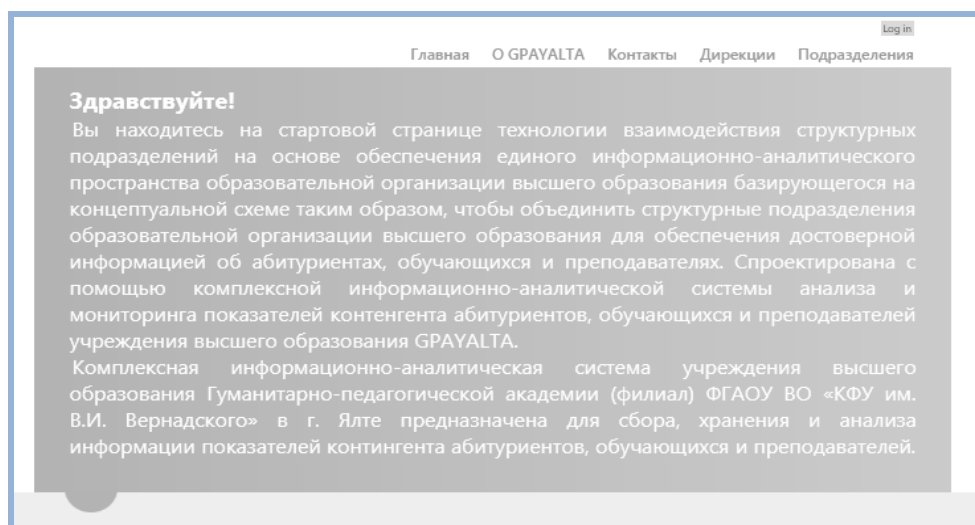 Log in
Главная О GPAYALTA Контакты Дирекции Подразделения
Здравствуйте!
Вы находитесь на стартовой странице технологии взаимодействия структурных
подразделений на основе обеспечения единого информационно-аналитического
пространства образовательной организации высшего образования базирующегося на
концептуальной схеме таким образом, чтобы объединить структурные подразделения
образовательной организации высшего образования для обеспечения достоверной
информацией об абитуриентах, обучающихся и преподавателях. Спроектирована с
помощью комплексной информационно-аналитической системы анализа и
мониторинга показателей контенгента абитуриентов, обучающихся и преподавателей
учреждения высшего образования GPAYALTA.
Комплексная информационно-аналитическая система учреждения высшего
образования Гуманитарно-педагогической академии (филиал) ФГАОУ ВО «КФУ им.
В.И. Вернадского» в г. Ялте предназначена для сбора, хранения и анализа
информации показателей контингента абитуриентов, обучающихся и преподавателей.